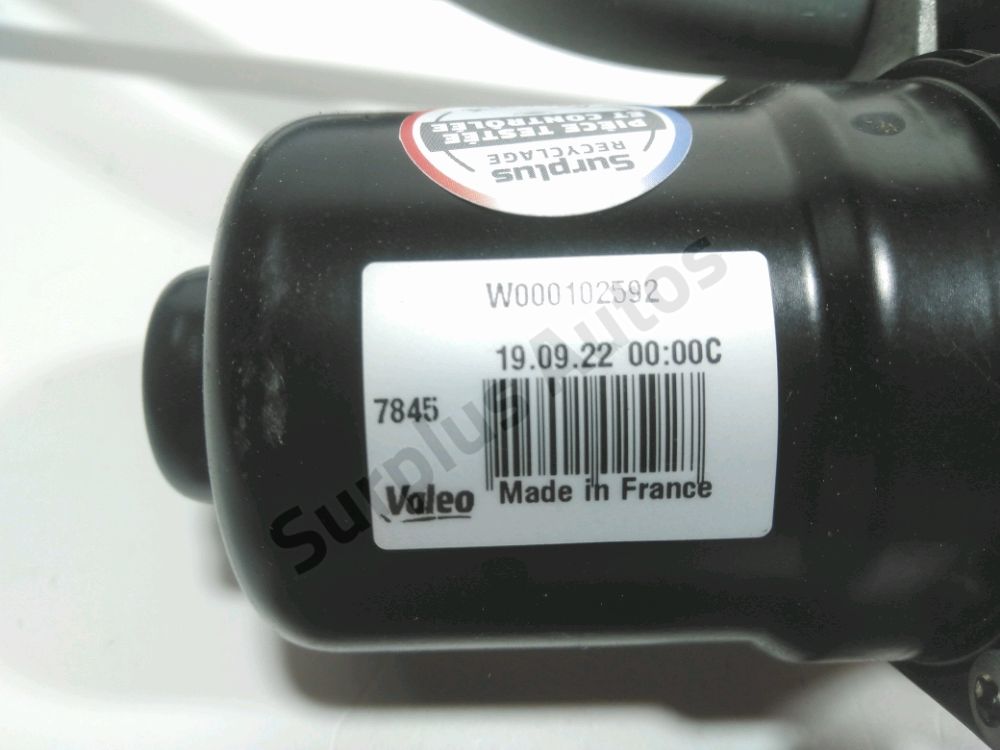 Surplus
RECYCLAGE
PIÈCE TESTÉE
ET CONTRÔLÉE
W000102592
19.09.22 00:00C
7845
Valeo
Made in France
Surplus Autos